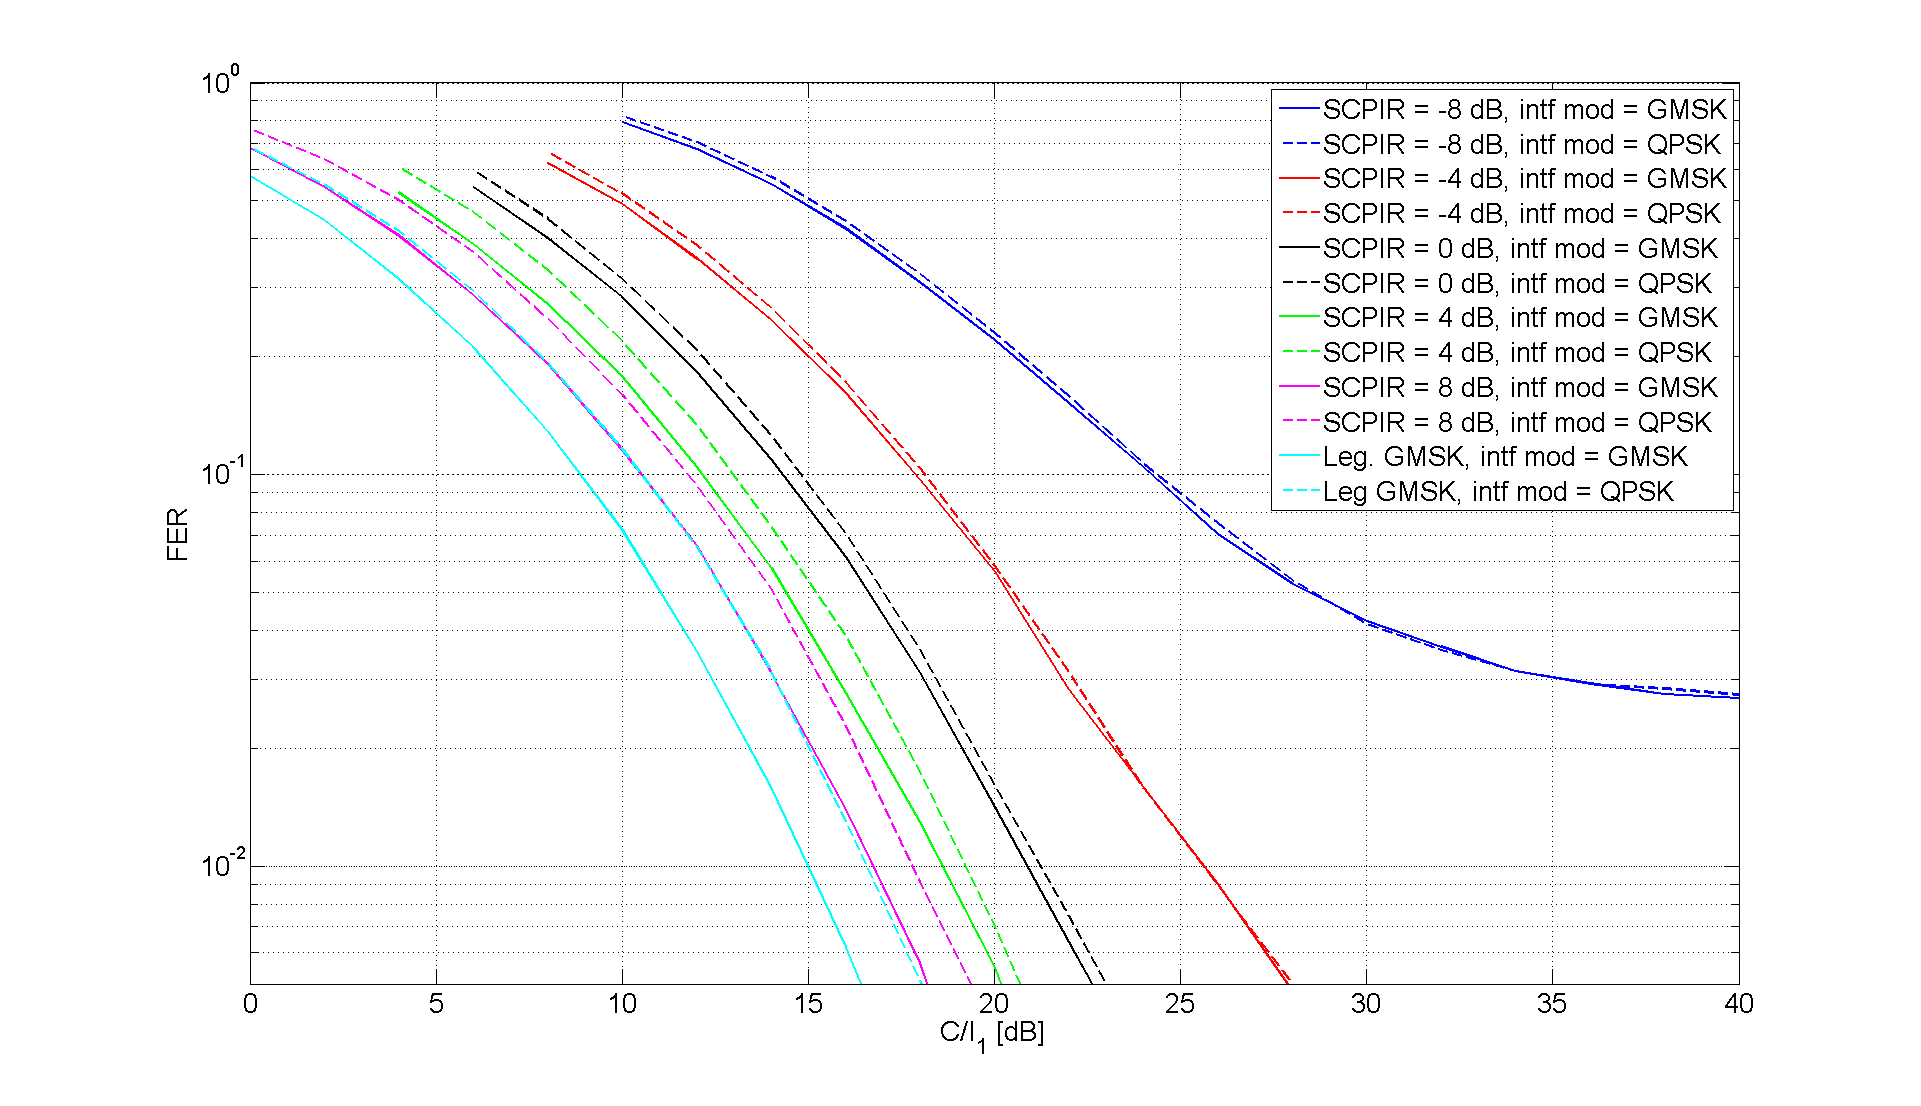 10^0
10^-1
10^-2
FER
0 5 10 15 20 25 30 35 40
C/I_1 [dB]
SCPIR = -8 dB, intf mod = GMSK
SCPIR = -8 dB, intf mod = QPSK
SCPIR = -4 dB, intf mod = GMSK
SCPIR = -4 dB, intf mod = QPSK
SCPIR = 0 dB, intf mod = GMSK
SCPIR = 0 dB, intf mod = QPSK
SCPIR = 4 dB, intf mod = GMSK
SCPIR = 4 dB, intf mod = QPSK
SCPIR = 8 dB, intf mod = GMSK
SCPIR = 8 dB, intf mod = QPSK
Leg. GMSK, intf mod = GMSK
Leg GMSK, intf mod = QPSK